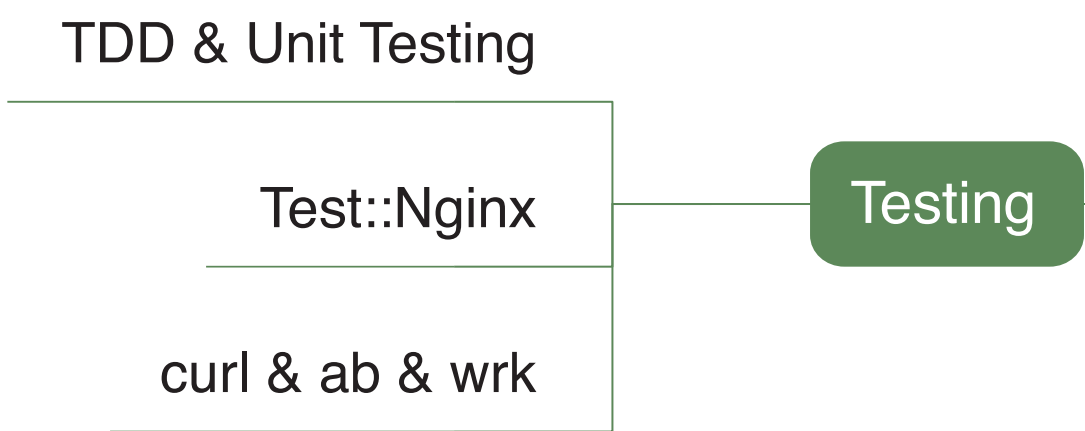 TDD & Unit Testing
Test::Nginx
Testing
curl & ab & wrk